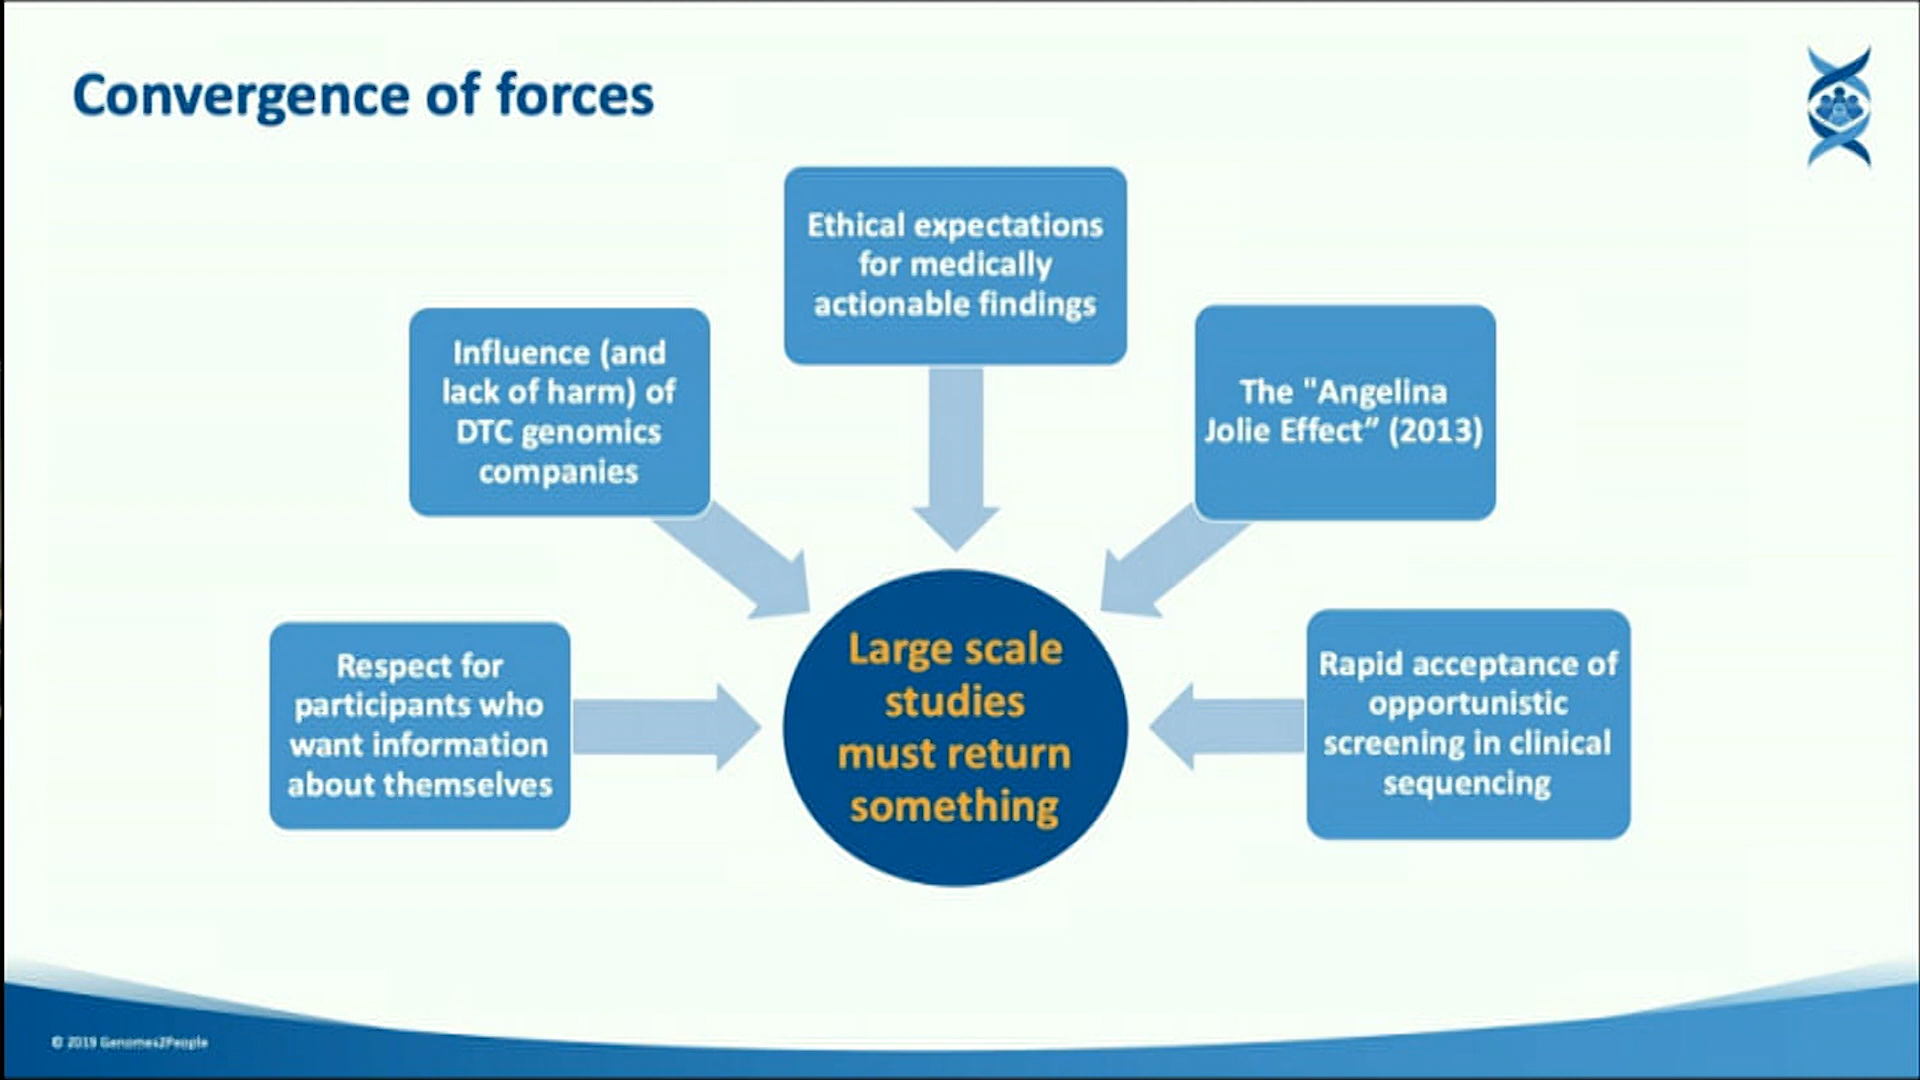 Convergence of forces
Ethical expectations
for medically
actionable findings
Influence (and
lack of harm) of
DTC genomics
companies
The "Angelina
Jolie Effect” (2013)
Respect for
participants who
want information
about themselves
Large scale
studies
must return
something
Rapid acceptance of
opportunistic
screening in clinical
sequencing
© 2019 Genomes2People